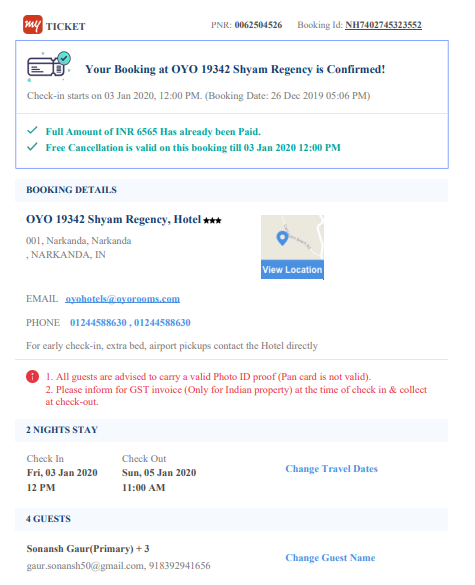 my TICKET PNR: 0062504526 Booking Id: NH7402745323552
Your Booking at OYO 19342 Shyam Regency is Confirmed!
Check-in starts on 03 Jan 2020, 12:00 PM. (Booking Date: 26 Dec 2019 05:06 PM)
Full Amount of INR 6565 Has already been Paid.
Free Cancellation is valid on this booking till 03 Jan 2020 12:00 PM
BOOKING DETAILS
OYO 19342 Shyam Regency, Hotel ★★★
001, Narkanda, Narkanda
, NARKANDA, IN
View Location
EMAIL oyohotels@oyorooms.com
PHONE 01244588630 , 01244588630
For early check-in, extra bed, airport pickups contact the Hotel directly
1. All guests are advised to carry a valid Photo ID proof (Pan card is not valid).
2. Please inform for GST invoice (Only for Indian property) at the time of check in & collect
at check-out.
2 NIGHTS STAY
Check In Check Out
Fri, 03 Jan 2020 Sun, 05 Jan 2020 Change Travel Dates
12 PM 11:00 AM
4 GUESTS
Sonansh Gaur(Primary) + 3
gaur.sonansh50@gmail.com, 918392941656 Change Guest Name